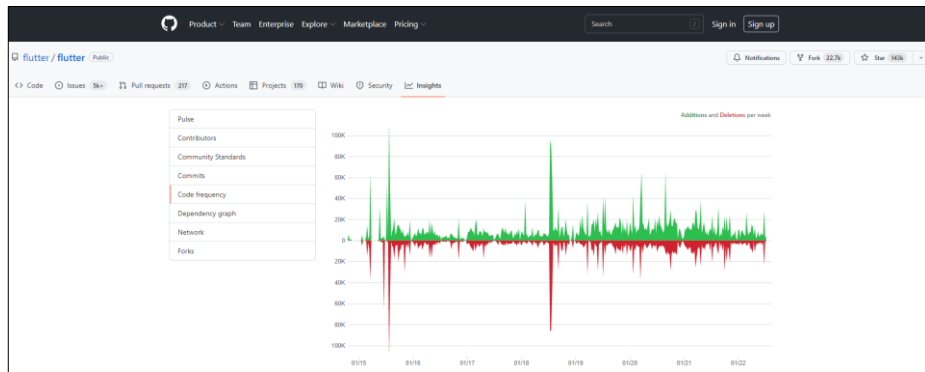 Product Team Enterprise Explore Marketplace Pricing Search / Sign in Sign up
flutter / flutter Public Notifications Fork 22.7k Star 143k
Code Issues 5k+ Pull requests 217 Actions Projects 170 Wiki Security Insights
Pulse
Contributors
Community Standards
Commits
Code frequency
Dependency graph
Network
Forks
Additions and Deletions per week
100K
80K
60K
40K
20K
0
20K
40K
60K
80K
100K
01/15 01/16 01/17 01/18 01/19 01/20 01/21 01/22